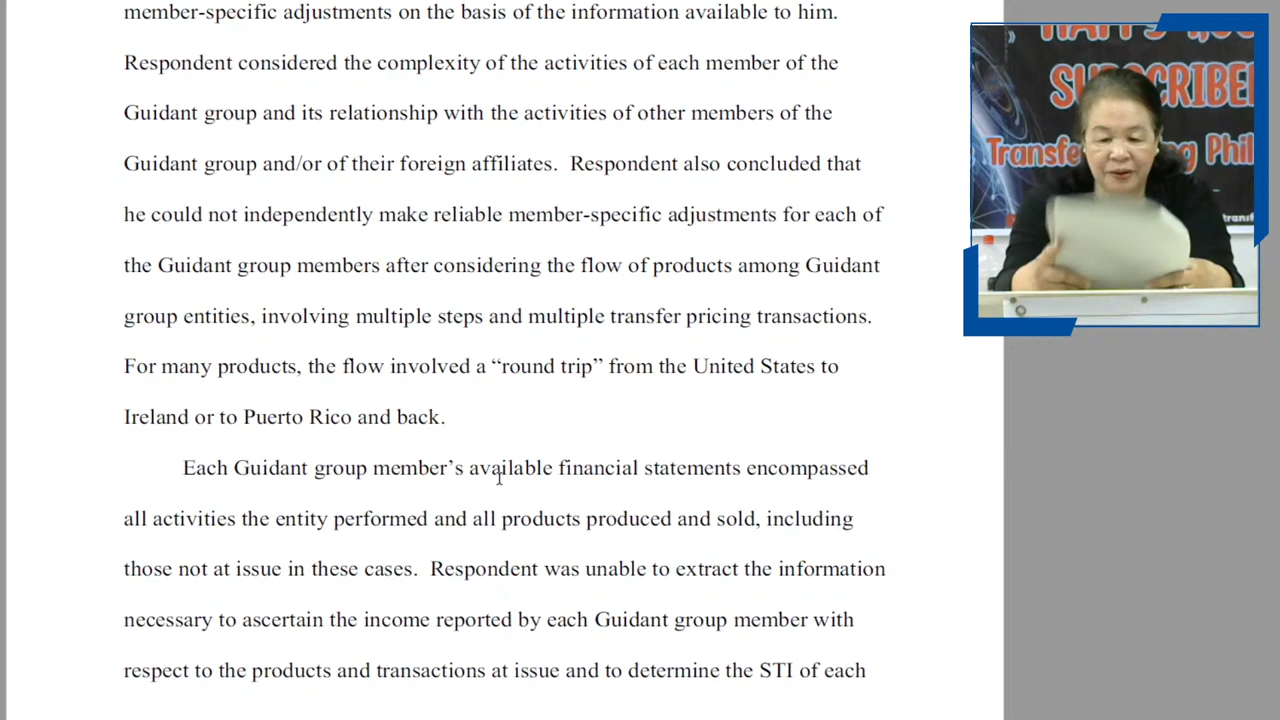 member-specific adjustments on the basis of the information available to him.
Respondent considered the complexity of the activities of each member of the
Guidant group and its relationship with the activities of other members of the
Guidant group and/or of their foreign affiliates.  Respondent also concluded that
he could not independently make reliable member-specific adjustments for each of
the Guidant group members after considering the flow of products among Guidant
group entities, involving multiple steps and multiple transfer pricing transactions.
For many products, the flow involved a “round trip” from the United States to
Ireland or to Puerto Rico and back.
Each Guidant group member’s available financial statements encompassed
all activities the entity performed and all products produced and sold, including
those not at issue in these cases.  Respondent was unable to extract the information
necessary to ascertain the income reported by each Guidant group member with
respect to the products and transactions at issue and to determine the STI of each
HAPPY
Phil